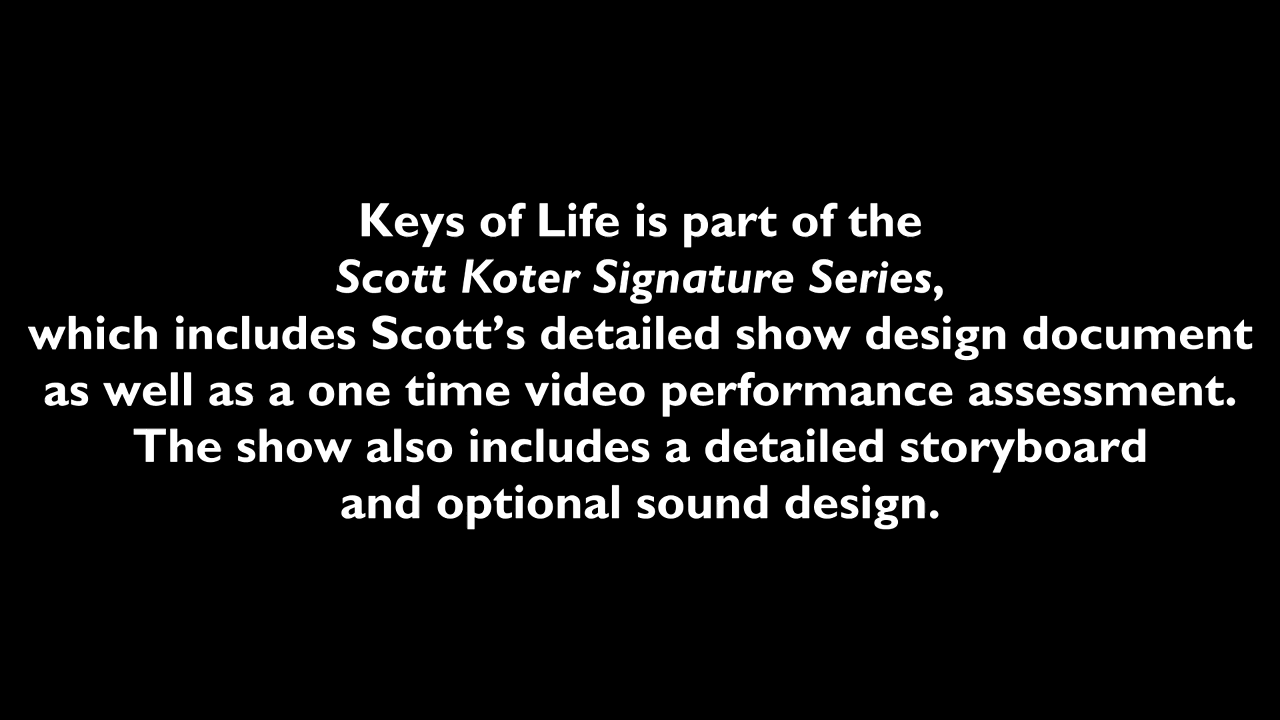 Keys of Life is part of the
Scott Koter Signature Series,
which includes Scott’s detailed show design document
as well as a one time video performance assessment.
The show also includes a detailed storyboard
and optional sound design.